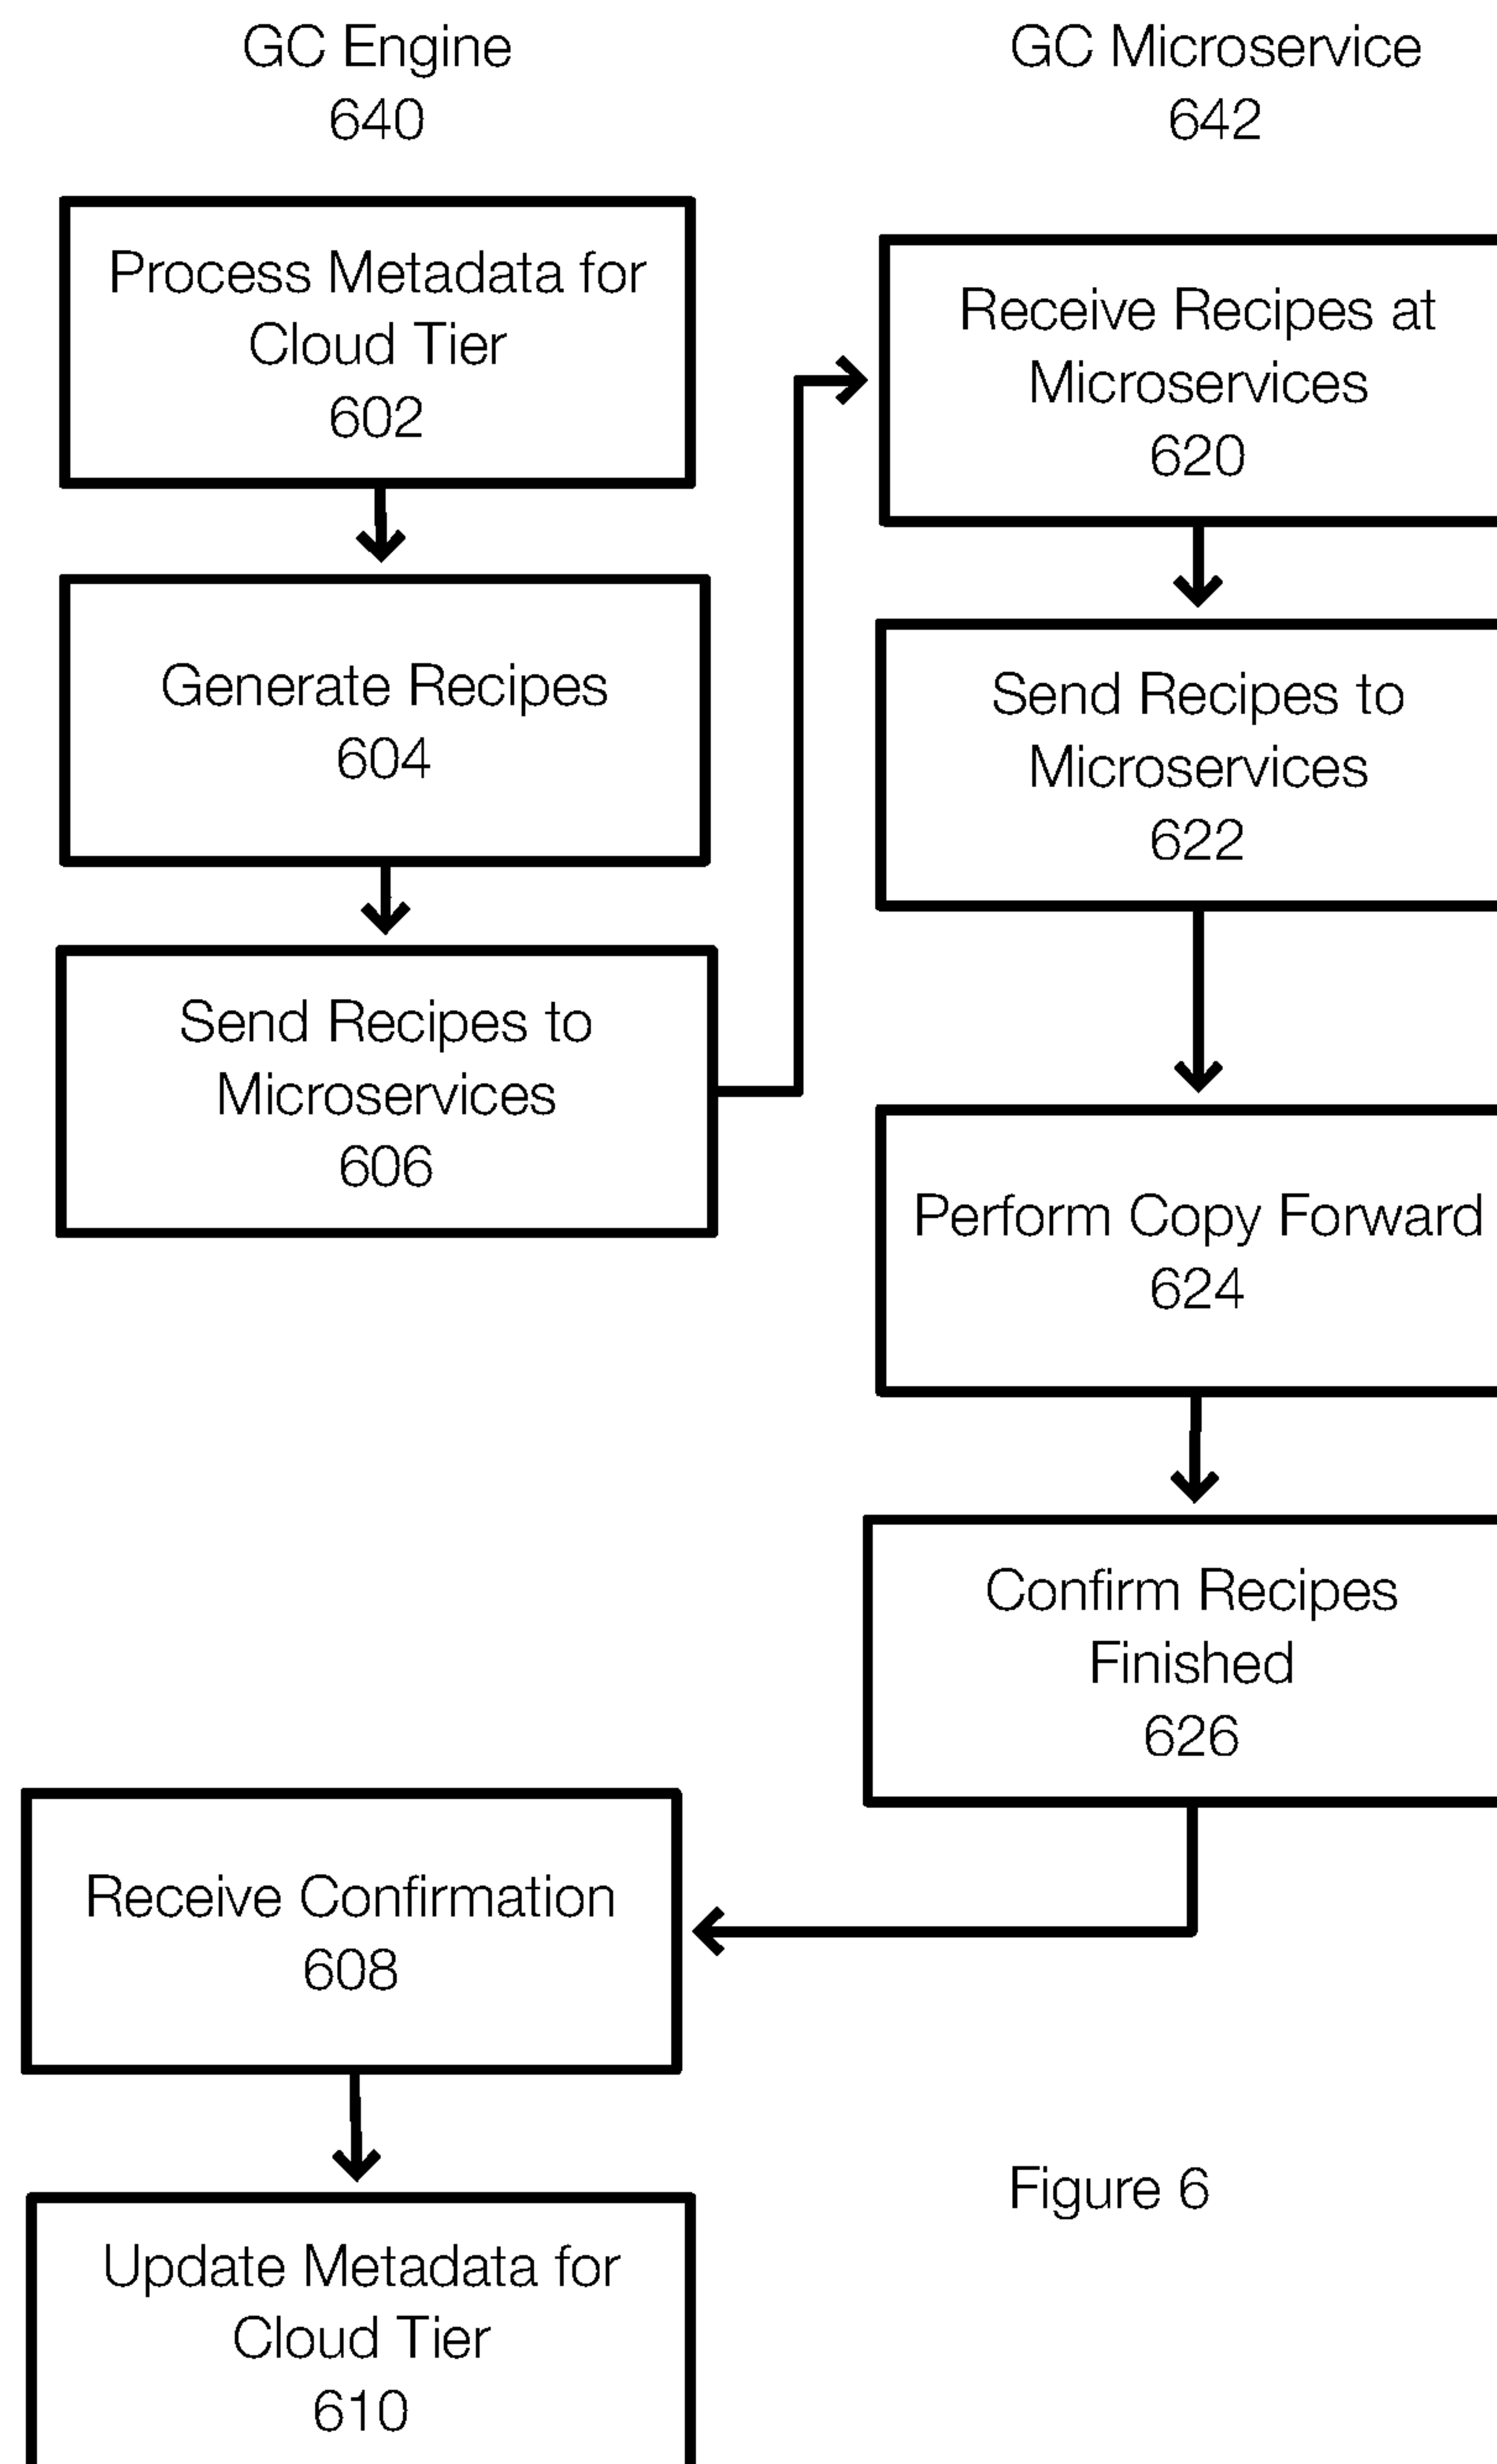 GC Engine
640
Process Metadata for
Cloud Tier
602
Generate Recipes
604
Send Recipes to
Microservices
606
GC Microservice
642
Receive Recipes at
Microservices
620
Send Recipes to
Microservices
622
Perform Copy Forward
624
Confirm Recipes
Finished
626
Receive Confirmation
608
Update Metadata for
Cloud Tier
610
Figure 6